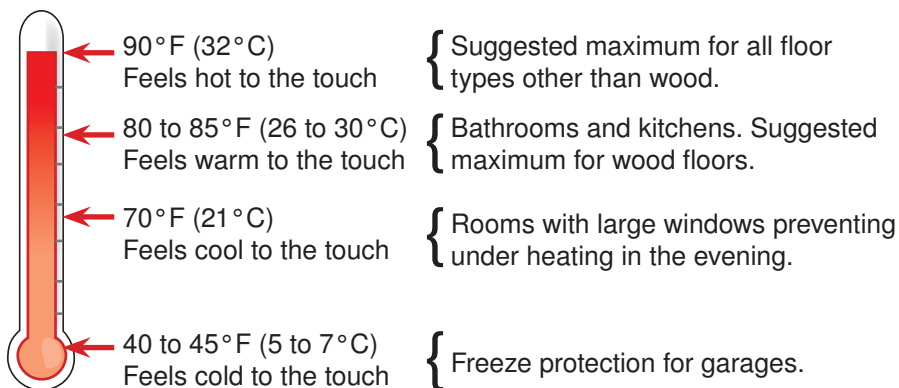 90°F (32°C)
Feels hot to the touch
{ Suggested maximum for all floor
types other than wood.
80 to 85°F (26 to 30°C)
Feels warm to the touch
{ Bathrooms and kitchens. Suggested
maximum for wood floors.
70°F (21°C)
Feels cool to the touch
{ Rooms with large windows preventing
under heating in the evening.
40 to 45°F (5 to 7°C)
Feels cold to the touch
{ Freeze protection for garages.